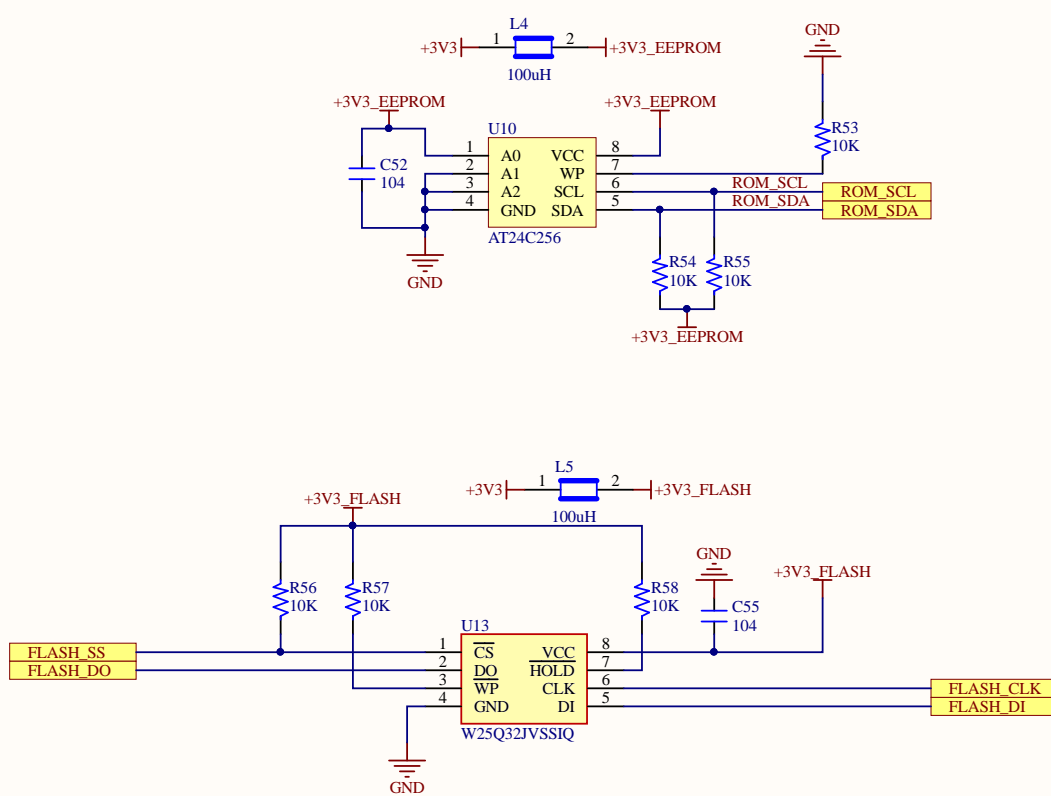 L4
+3V3 1 2 +3V3_EEPROM
100uH
GND
+3V3_EEPROM
+3V3_EEPROM
R53
10K
C52
104
U10
1 A0 VCC 8
2 A1 WP 7
3 A2 SCL 6 ROM_SCL ROM_SCL
4 GND SDA 5 ROM_SDA ROM_SDA
AT24C256
GND
R54
10K
R55
10K
+3V3_EEPROM
L5
+3V3 1 2 +3V3_FLASH
100uH
+3V3_FLASH
GND
+3V3_FLASH
R56
10K
R57
10K
R58
10K
C55
104
U13
FLASH_SS 1 CS VCC 8
FLASH_DO 2 DO HOLD 7
3 WP CLK 6 FLASH_CLK
4 GND DI 5 FLASH_DI
W25Q32JVSSIQ
GND